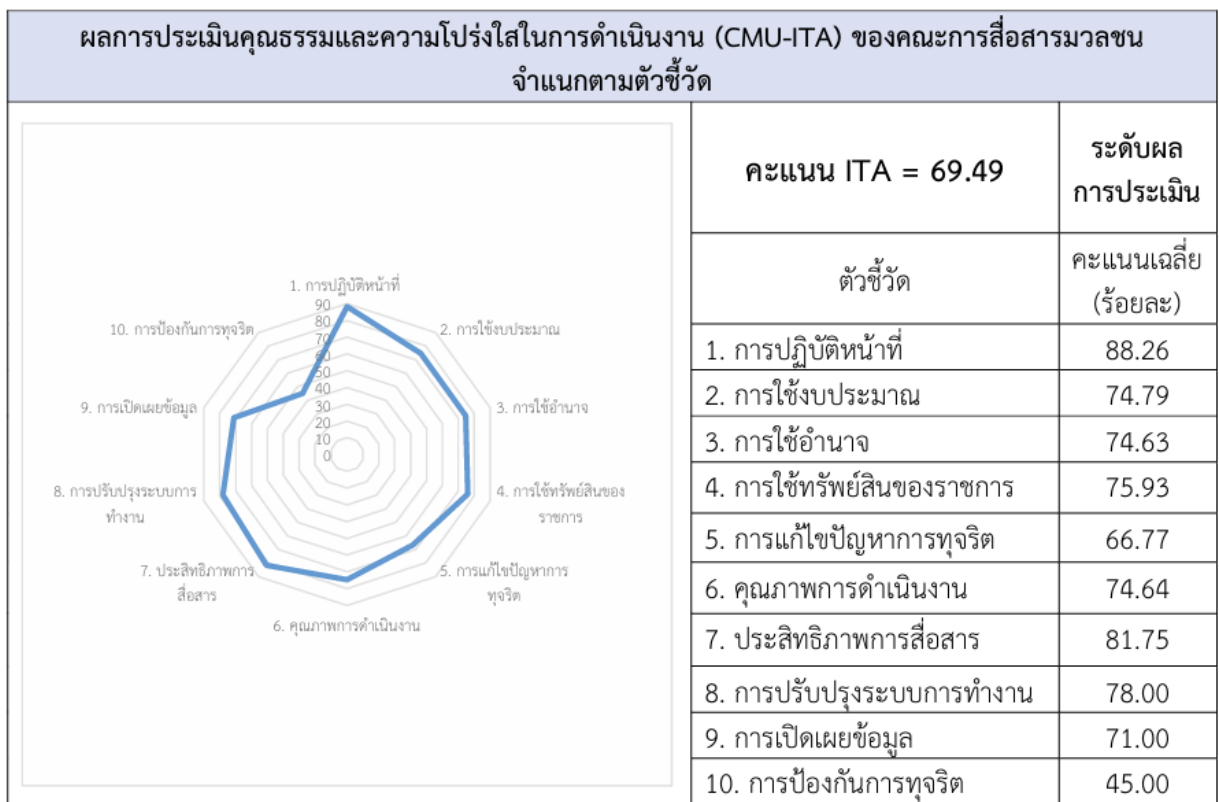 ผลการประเมินคุณธรรมและความโปร่งใสในการดำเนินงาน (CMU-ITA) ของคณะการสื่อสารมวลชน
จำแนกตามตัวชี้วัด
1. การปฏิบัติหน้าที่
90
80
70
60
50
40
30
20
10
0
2. การใช้งบประมาณ
3. การใช้อำนาจ
4. การใช้ทรัพย์สินของ
ราชการ
5. การแก้ไขปัญหาการ
ทุจริต
6. คุณภาพการดำเนินงาน
7. ประสิทธิภาพการ
สื่อสาร
8. การปรับปรุงระบบการ
ทำงาน
9. การเปิดเผยข้อมูล
10. การป้องกันการทุจริต
คะแนน ITA = 69.49
ระดับผล
การประเมิน
ตัวชี้วัด
คะแนนเฉลี่ย
(ร้อยละ)
1. การปฏิบัติหน้าที่ 88.26
2. การใช้งบประมาณ 74.79
3. การใช้อำนาจ 74.63
4. การใช้ทรัพย์สินของราชการ 75.93
5. การแก้ไขปัญหาการทุจริต 66.77
6. คุณภาพการดำเนินงาน 74.64
7. ประสิทธิภาพการสื่อสาร 81.75
8. การปรับปรุงระบบการทำงาน 78.00
9. การเปิดเผยข้อมูล 71.00
10. การป้องกันการทุจริต 45.00